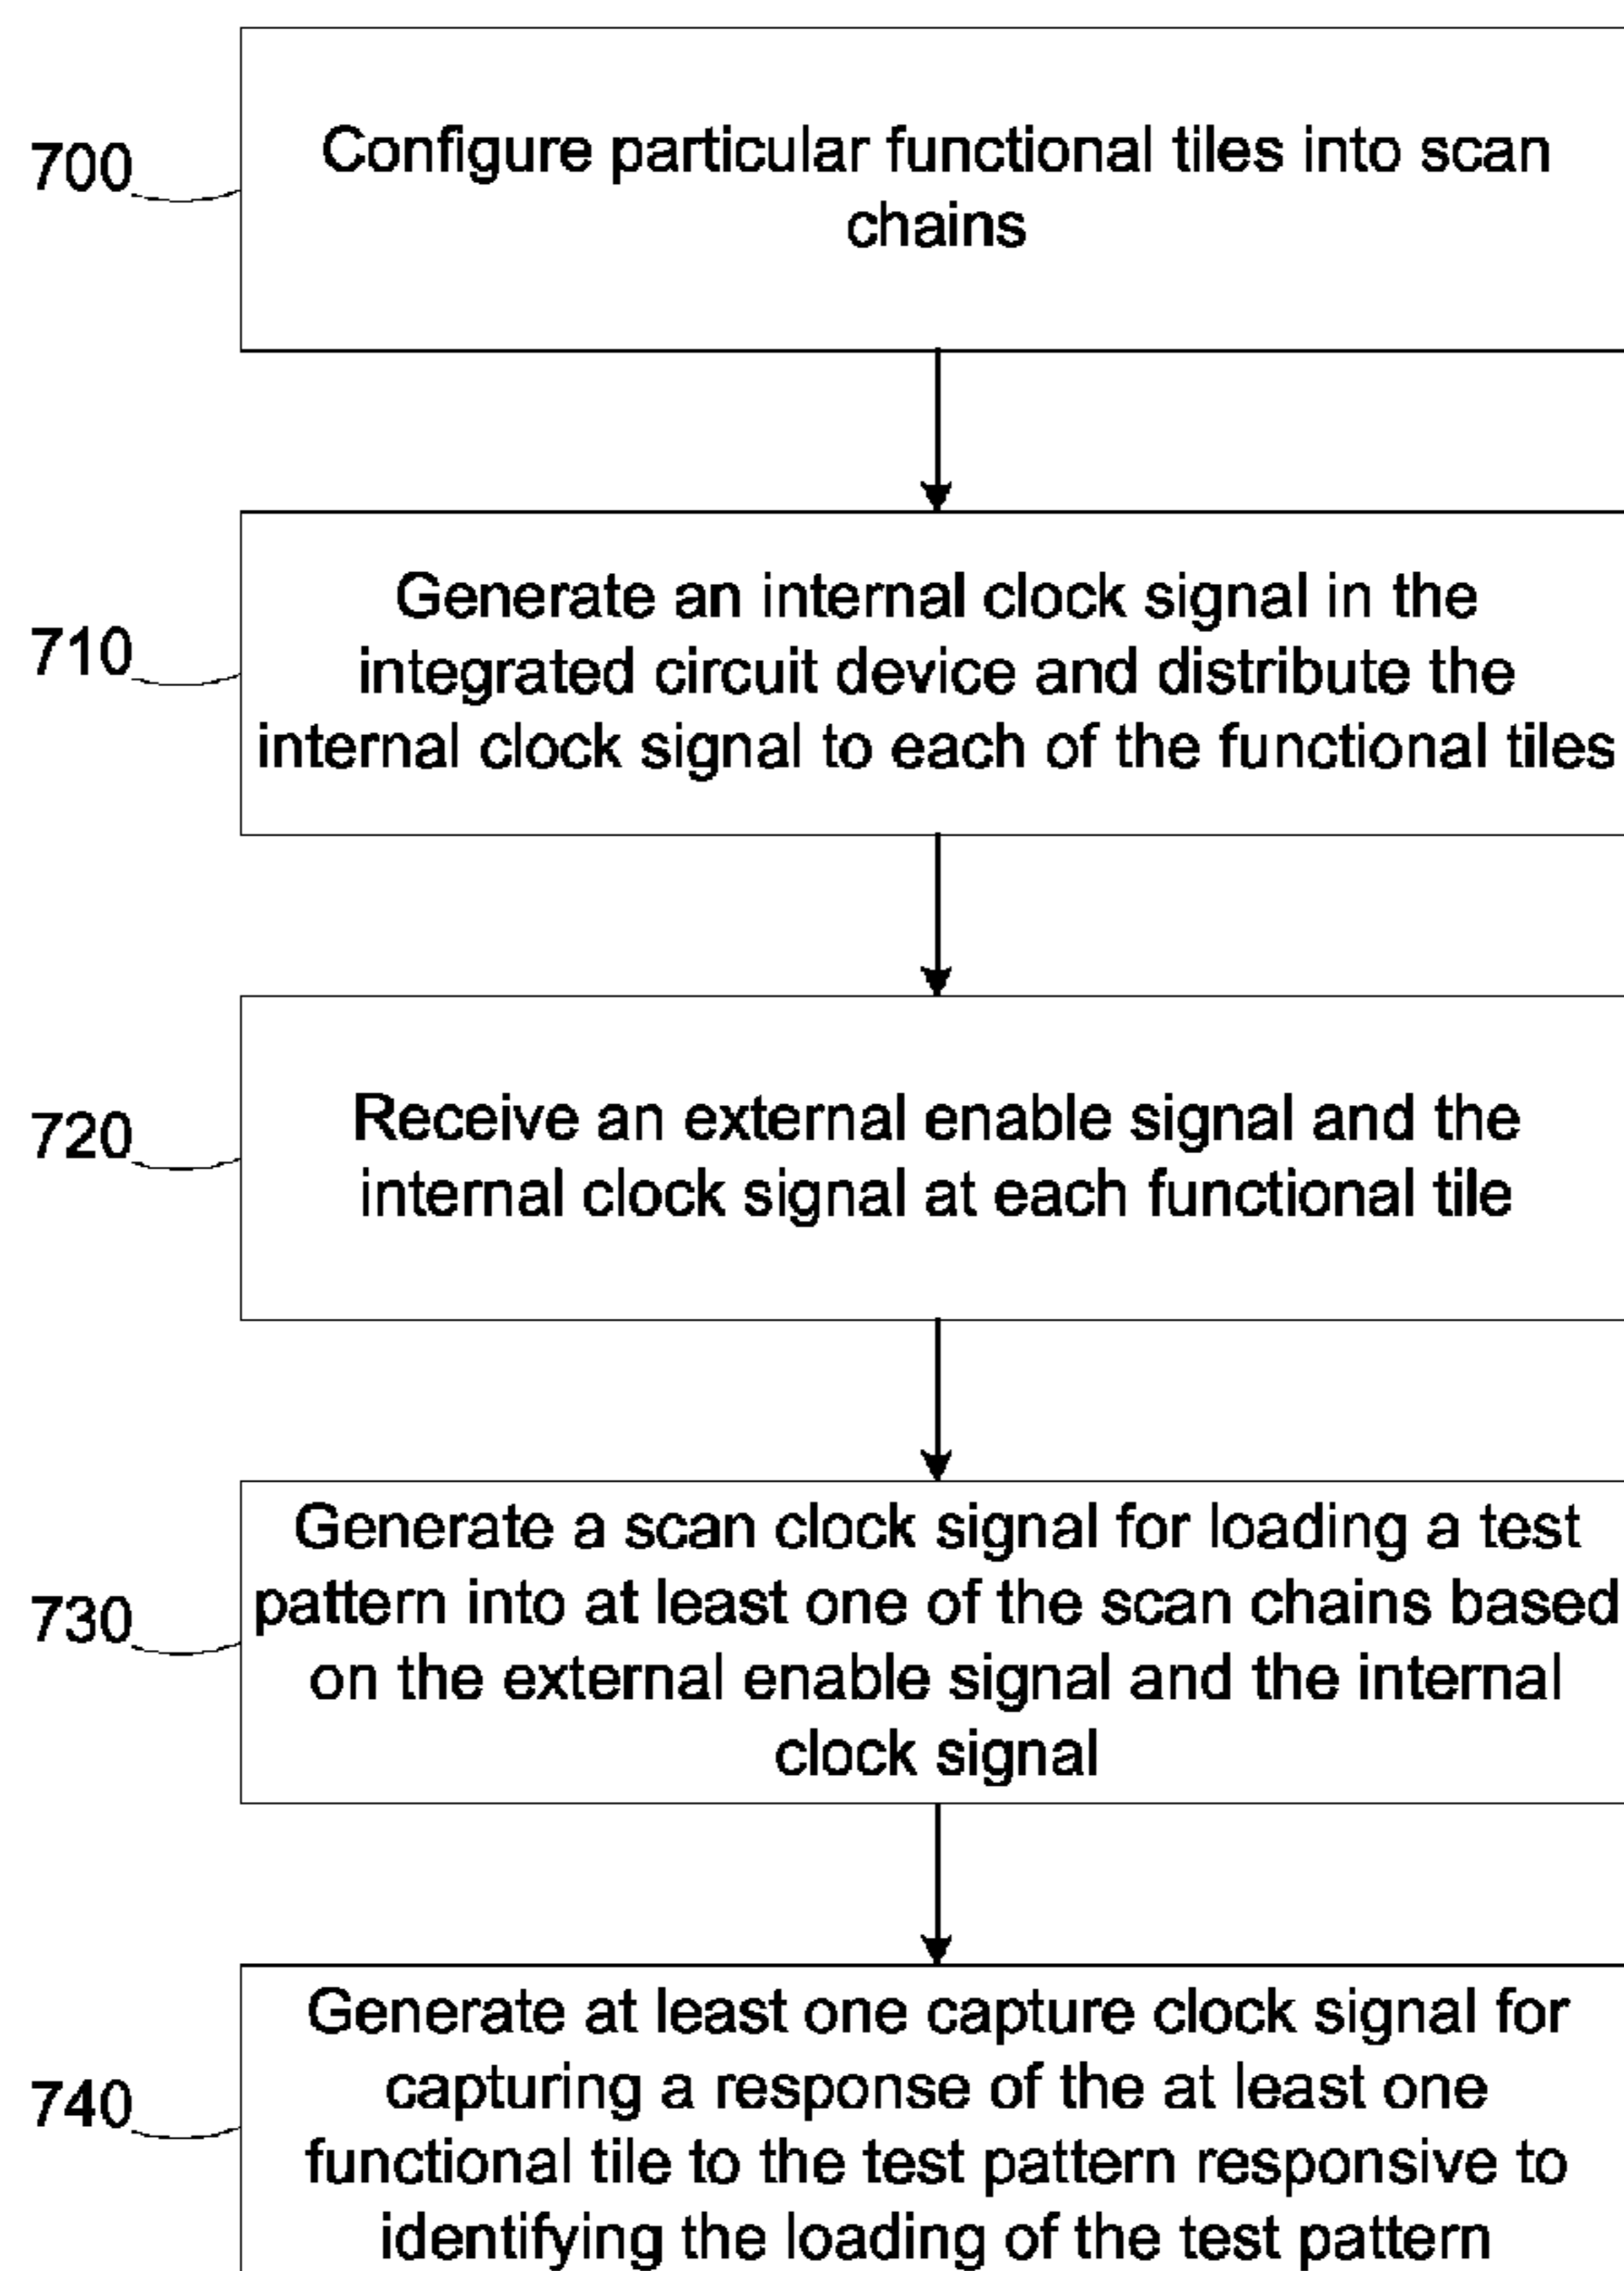 700
Configure particular functional tiles into scan
chains
710
Generate an internal clock signal in the
integrated circuit device and distribute the
internal clock signal to each of the functional tiles
720
Receive an external enable signal and the
internal clock signal at each functional tile
730
Generate a scan clock signal for loading a test
pattern into at least one of the scan chains based
on the external enable signal and the internal
clock signal
740
Generate at least one capture clock signal for
capturing a response of the at least one
functional tile to the test pattern responsive to
identifying the loading of the test pattern